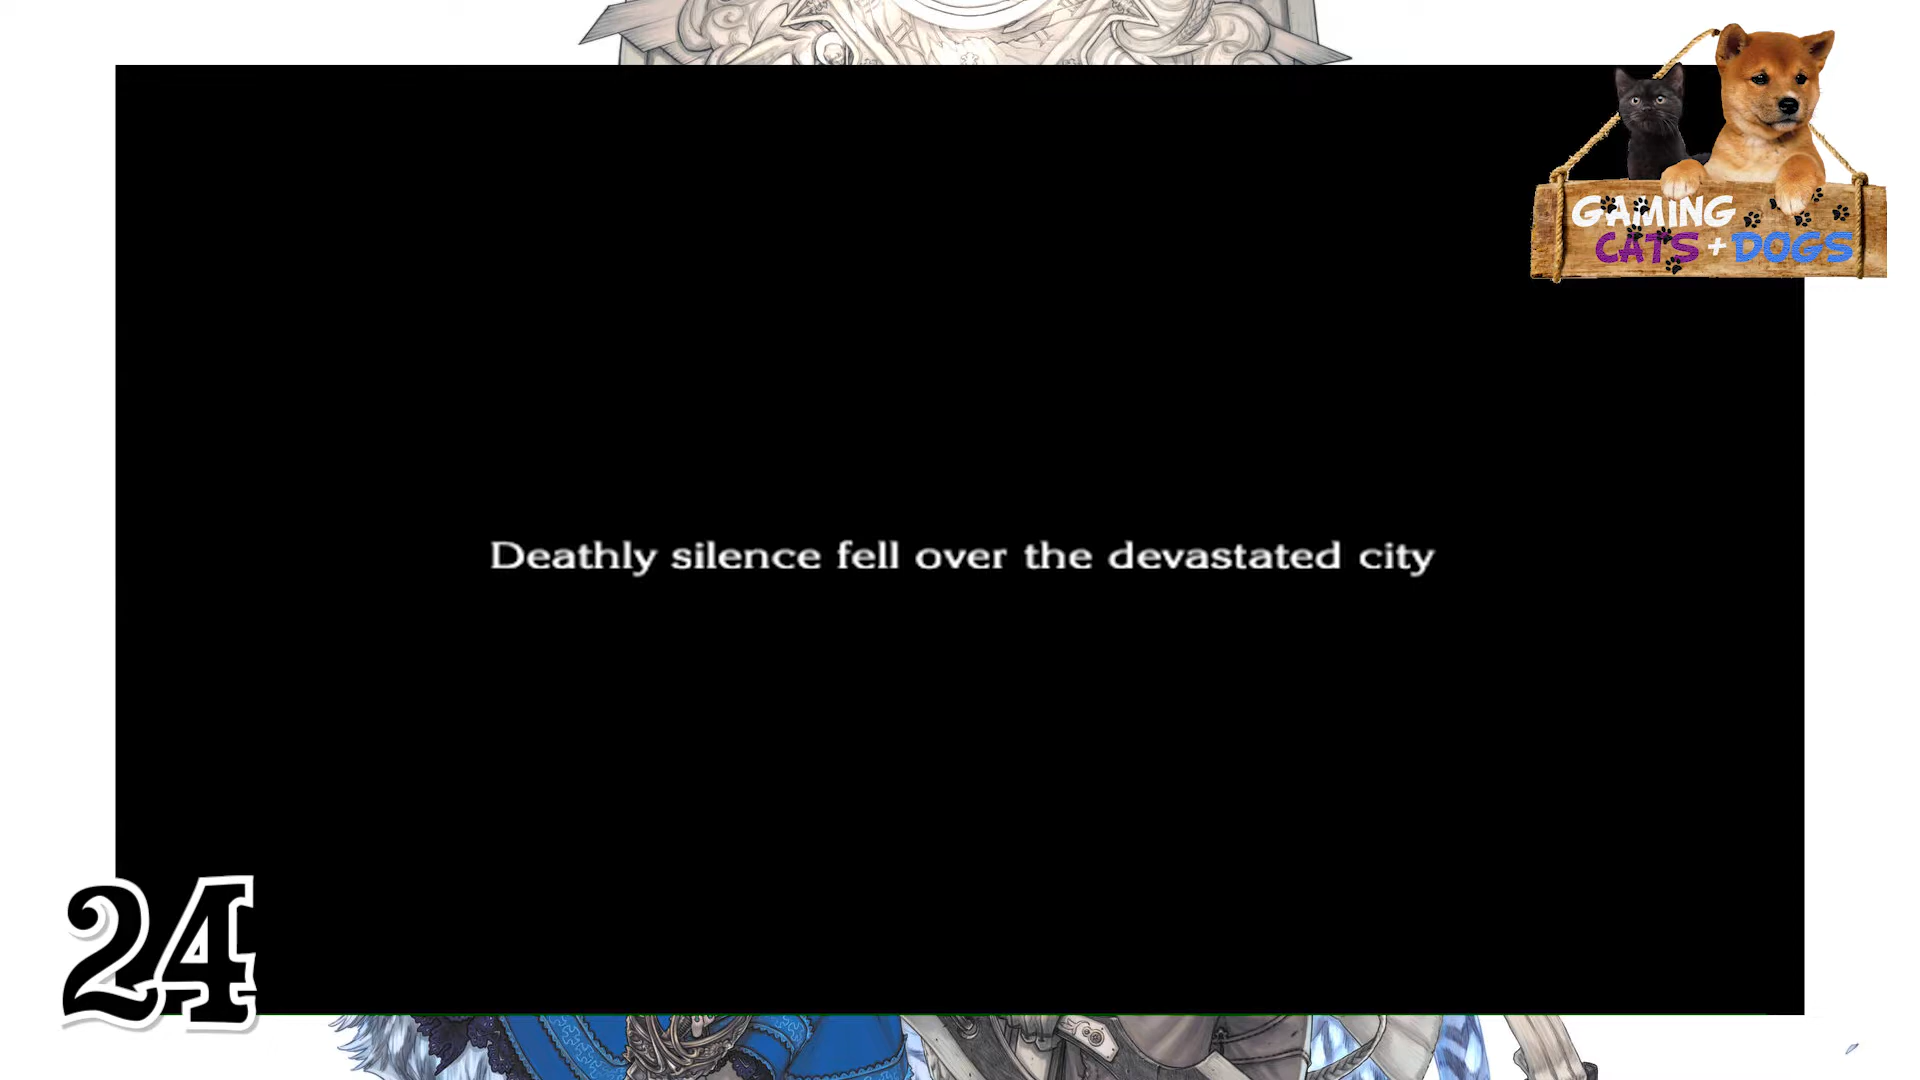 GAMING
CATS + DOGS
Deathly silence fell over the devastated city
24